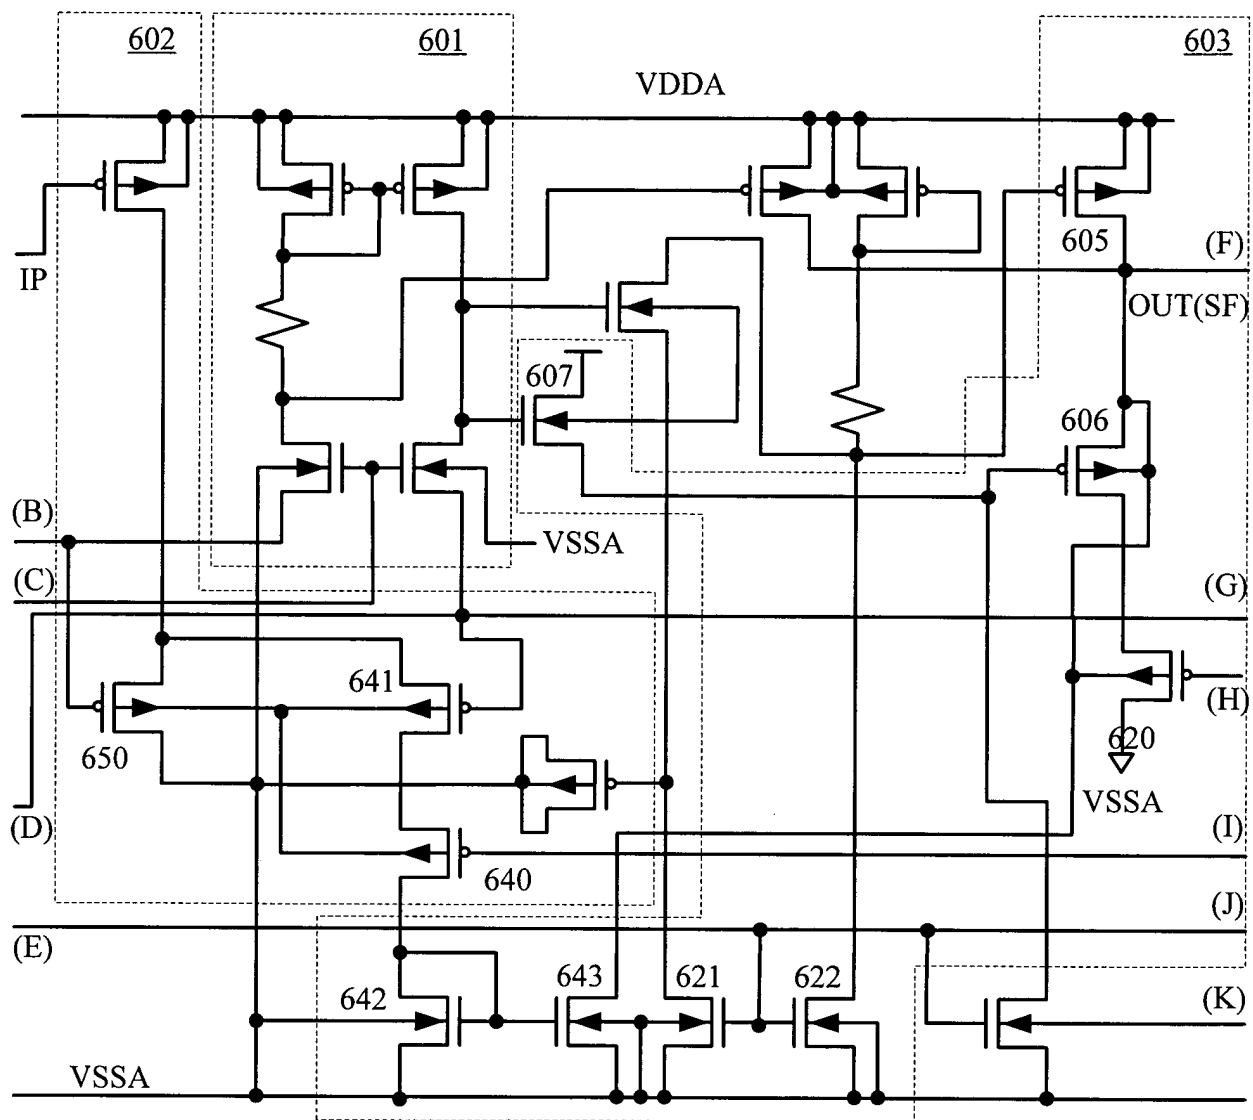 602
601
603
VDDA
605
(F)
IP
OUT(SF)
607
606
(B)
VSSA
(C)
(G)
641
(H)
650
620
VSSA
(D)
(I)
640
(J)
(E)
643
621
622
642
(K)
VSSA